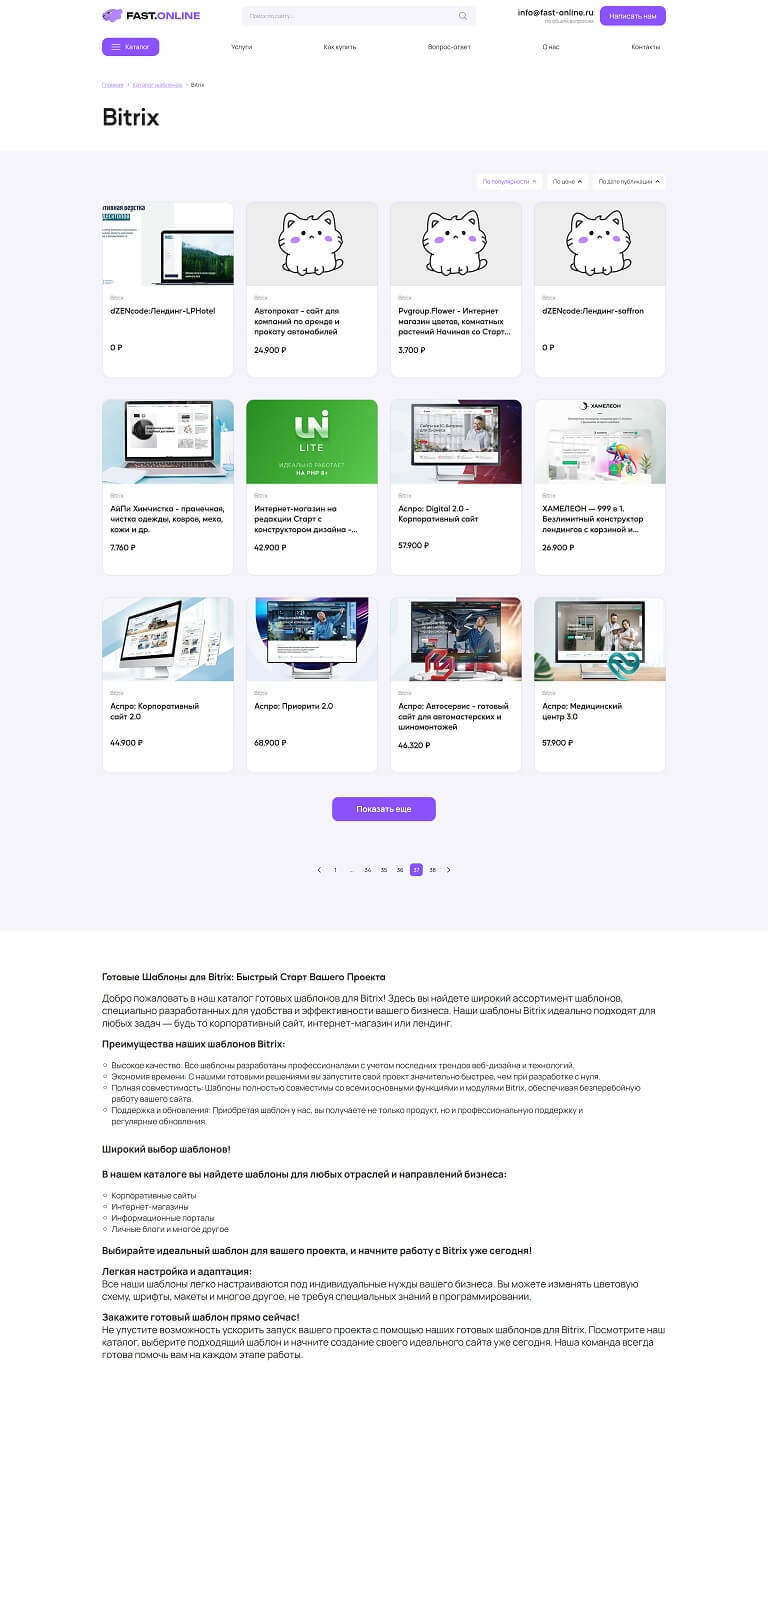 FAST.ONLINE
Поиск по сайту...
info@fast-online.ru
по общим вопросам
Написать нам
Каталог
Услуги
Как купить
Вопрос-ответ
О нас
Контакты
Главная
Каталог шаблонов
Bitrix
Bitrix
По популярности
По цене
По дате публикации
Bitrix
dZENcode:Лендинг-LPHotel
0 ₽
Bitrix
Автопрокат - сайт для
компаний по аренде и
прокату автомобилей
24.900 ₽
Bitrix
Pvgroup.Flower - Интернет
магазин цветов, комнатных
растений Начиная со Старт...
3.700 ₽
Bitrix
dZENcode:Лендинг-saffron
0 ₽
UNI
LITE
ИДЕАЛЬНО РАБОТАЕТ
НА PHP 8+
ХАМЕЛЕОН
Bitrix
АйПи Химчистка - прачечная,
чистка одежды, ковров, меха,
кожи и др.
7.760 ₽
Bitrix
Интернет-магазин на
редакции Старт с
конструктором дизайна -...
42.900 ₽
Bitrix
Аспро: Digital 2.0 -
Корпоративный сайт
57.900 ₽
Bitrix
ХАМЕЛЕОН — 999 в 1.
Безлимитный конструктор
лендингов с корзиной и...
26.900 ₽
Bitrix
Аспро: Корпоративный
сайт 2.0
44.900 ₽
Bitrix
Аспро: Приорити 2.0
68.900 ₽
Bitrix
Аспро: Автосервис - готовый
сайт для автомастерских и
шиномонтажей
46.320 ₽
Bitrix
Аспро: Медицинский
центр 3.0
57.900 ₽
Показать еще
1 ... 34 35 36 37 38
Готовые Шаблоны для Bitrix: Быстрый Старт Вашего Проекта
Добро пожаловать в наш каталог готовых шаблонов для Bitrix! Здесь вы найдете широкий ассортимент шаблонов,
специально разработанных для удобства и эффективности вашего бизнеса. Наши шаблоны Bitrix идеально подходят для
любых задач — будь то корпоративный сайт, интернет-магазин или лендинг.
Преимущества наших шаблонов Bitrix:
Высокое качество: Все шаблоны разработаны профессионалами с учетом последних трендов веб-дизайна и технологий.
Экономия времени: С нашими готовыми решениями вы запустите свой проект значительно быстрее, чем при разработке с нуля.
Полная совместимость: Шаблоны полностью совместимы со всеми основными функциями и модулями Bitrix, обеспечивая безперебойную
работу вашего сайта.
Поддержка и обновления: Приобретая шаблон у нас, вы получаете не только продукт, но и профессиональную поддержку и
регулярные обновления.
Широкий выбор шаблонов!
В нашем каталоге вы найдете шаблоны для любых отраслей и направлений бизнеса:
Корпоративные сайты
Интернет-магазины
Информационные порталы
Личные блоги и многое другое
Выбирайте идеальный шаблон для вашего проекта, и начните работу с Bitrix уже сегодня!
Легкая настройка и адаптация:
Все наши шаблоны легко настраиваются под индивидуальные нужды вашего бизнеса. Вы можете изменять цветовую
схему, шрифты, макеты и многое другое, не требуя специальных знаний в программировании.
Закажите готовый шаблон прямо сейчас!
Не упустите возможность ускорить запуск вашего проекта с помощью наших готовых шаблонов для Bitrix. Посмотрите наш
каталог, выберите подходящий шаблон и начните создание своего идеального сайта уже сегодня. Наша команда всегда
готова помочь вам на каждом этапе работы.